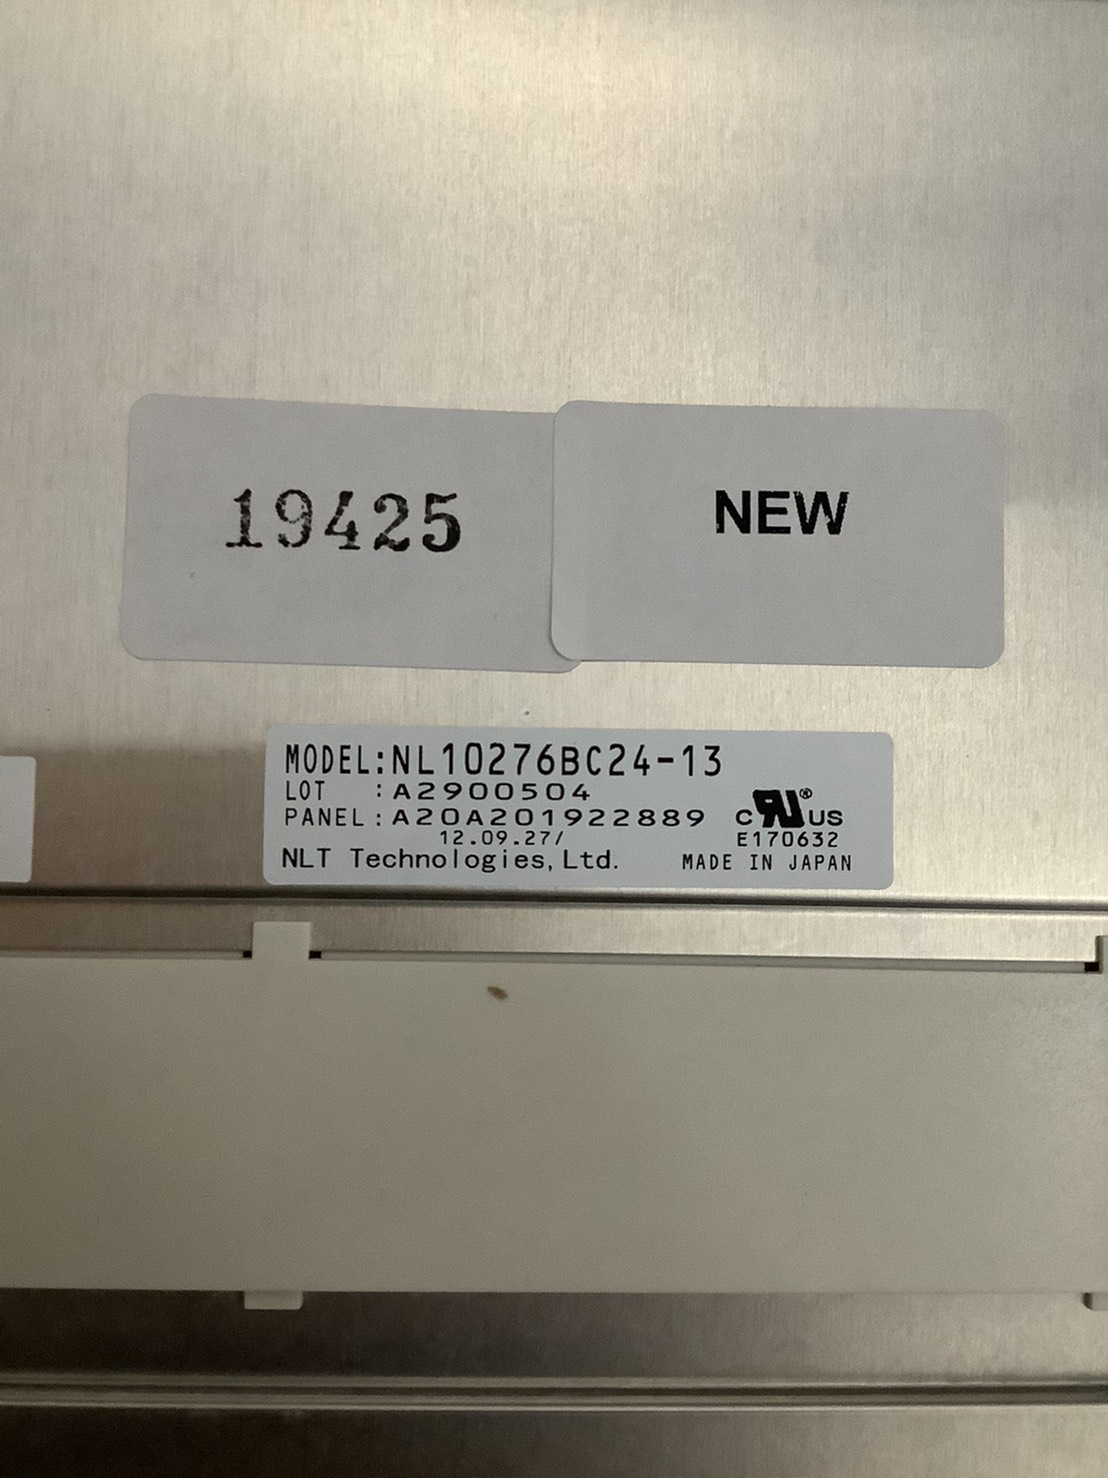 19425
NEW
MODEL:NL10276BC24-13
LOT :A2900504
PANEL:A20A201922889
12.09.27/
NLT Technologies,Ltd.
c RU® US
E170632
MADE IN JAPAN